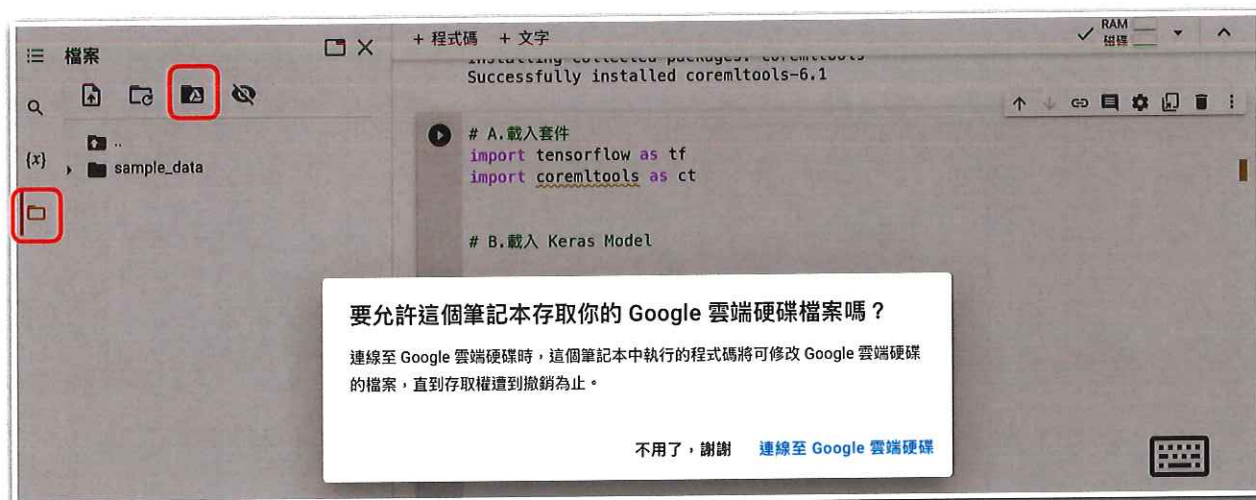 檔案
+ 程式碼 + 文字
RAM
磁碟
Installing collected packages: coremltools
Successfully installed coremltools-6.1
..
{x}
sample_data
# A.載入套件
import tensorflow as tf
import coremltools as ct
# B.載入 Keras Model
要允許這個筆記本存取你的 Google 雲端硬碟檔案嗎？
連線至 Google 雲端硬碟時，這個筆記本中執行的程式碼將可修改 Google 雲端硬碟
的檔案，直到存取權遭到撤銷為止。
不用了，謝謝 連線至 Google 雲端硬碟